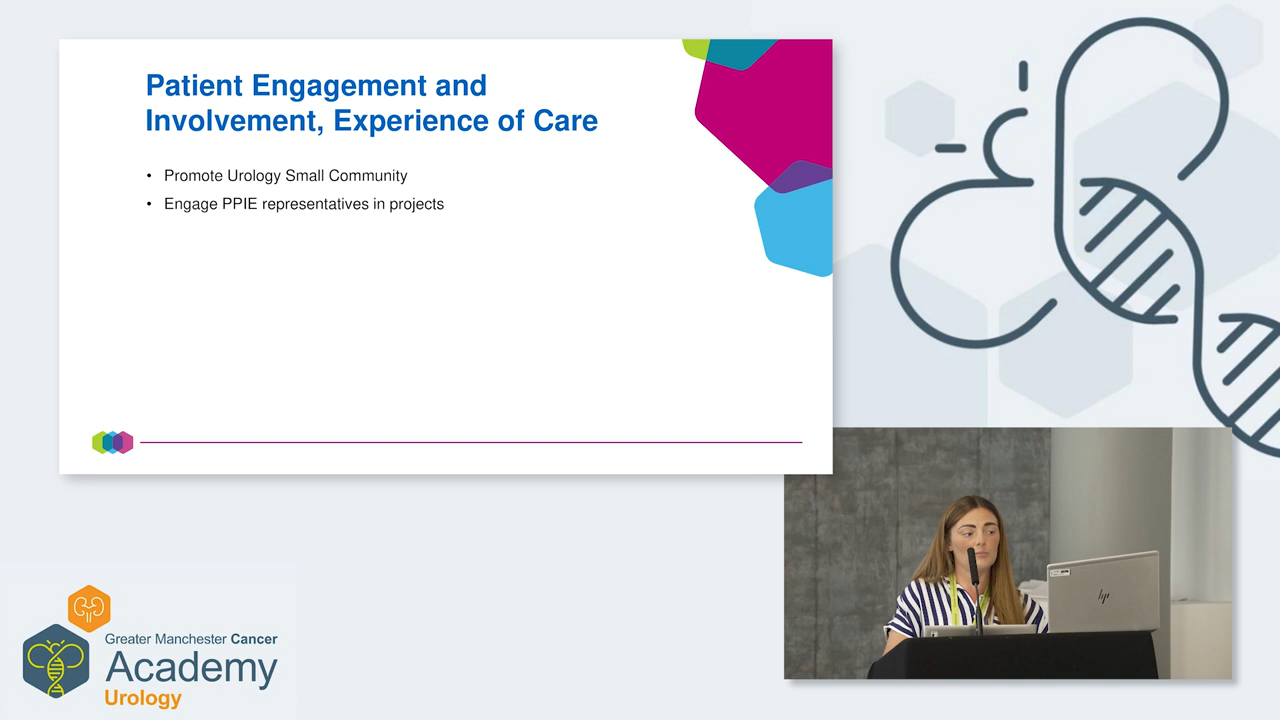 Patient Engagement and
Involvement, Experience of Care
• Promote Urology Small Community
• Engage PPIE representatives in projects
hp
Greater Manchester Cancer
Academy
Urology